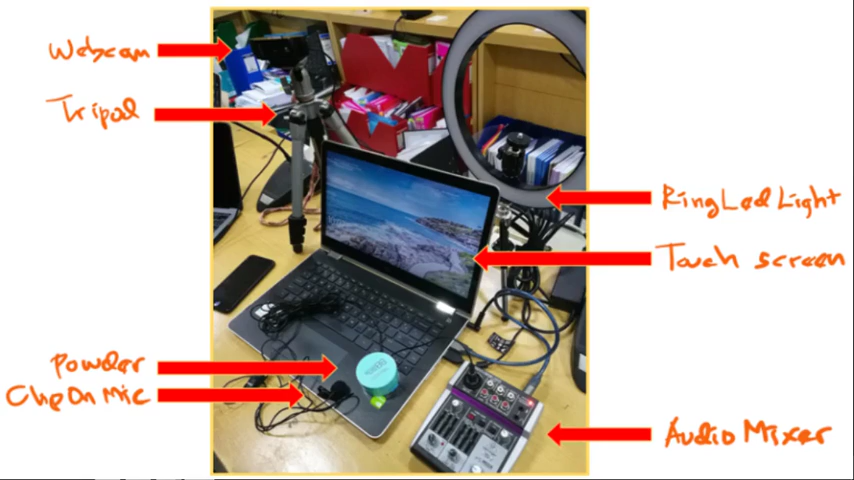 Webcam
Tripod
Ring Led Light
Touch screen
Powder
Clip On Mic
Audio Mixer